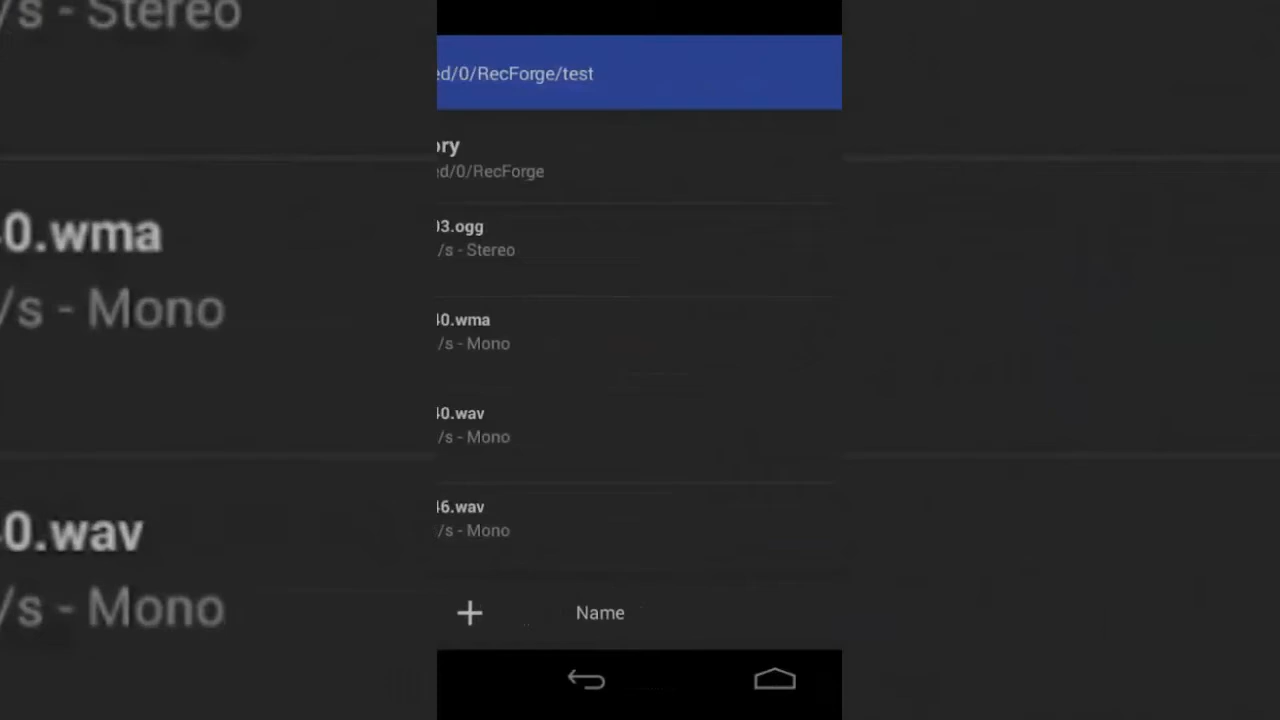 /s - Stereo
0.wma
/s - Mono
0.wav
/s - Mono
ed/0/RecForge/test
ory
ed/0/RecForge
03.ogg
/s - Stereo
40.wma
/s - Mono
40.wav
/s - Mono
46.wav
/s - Mono
Name